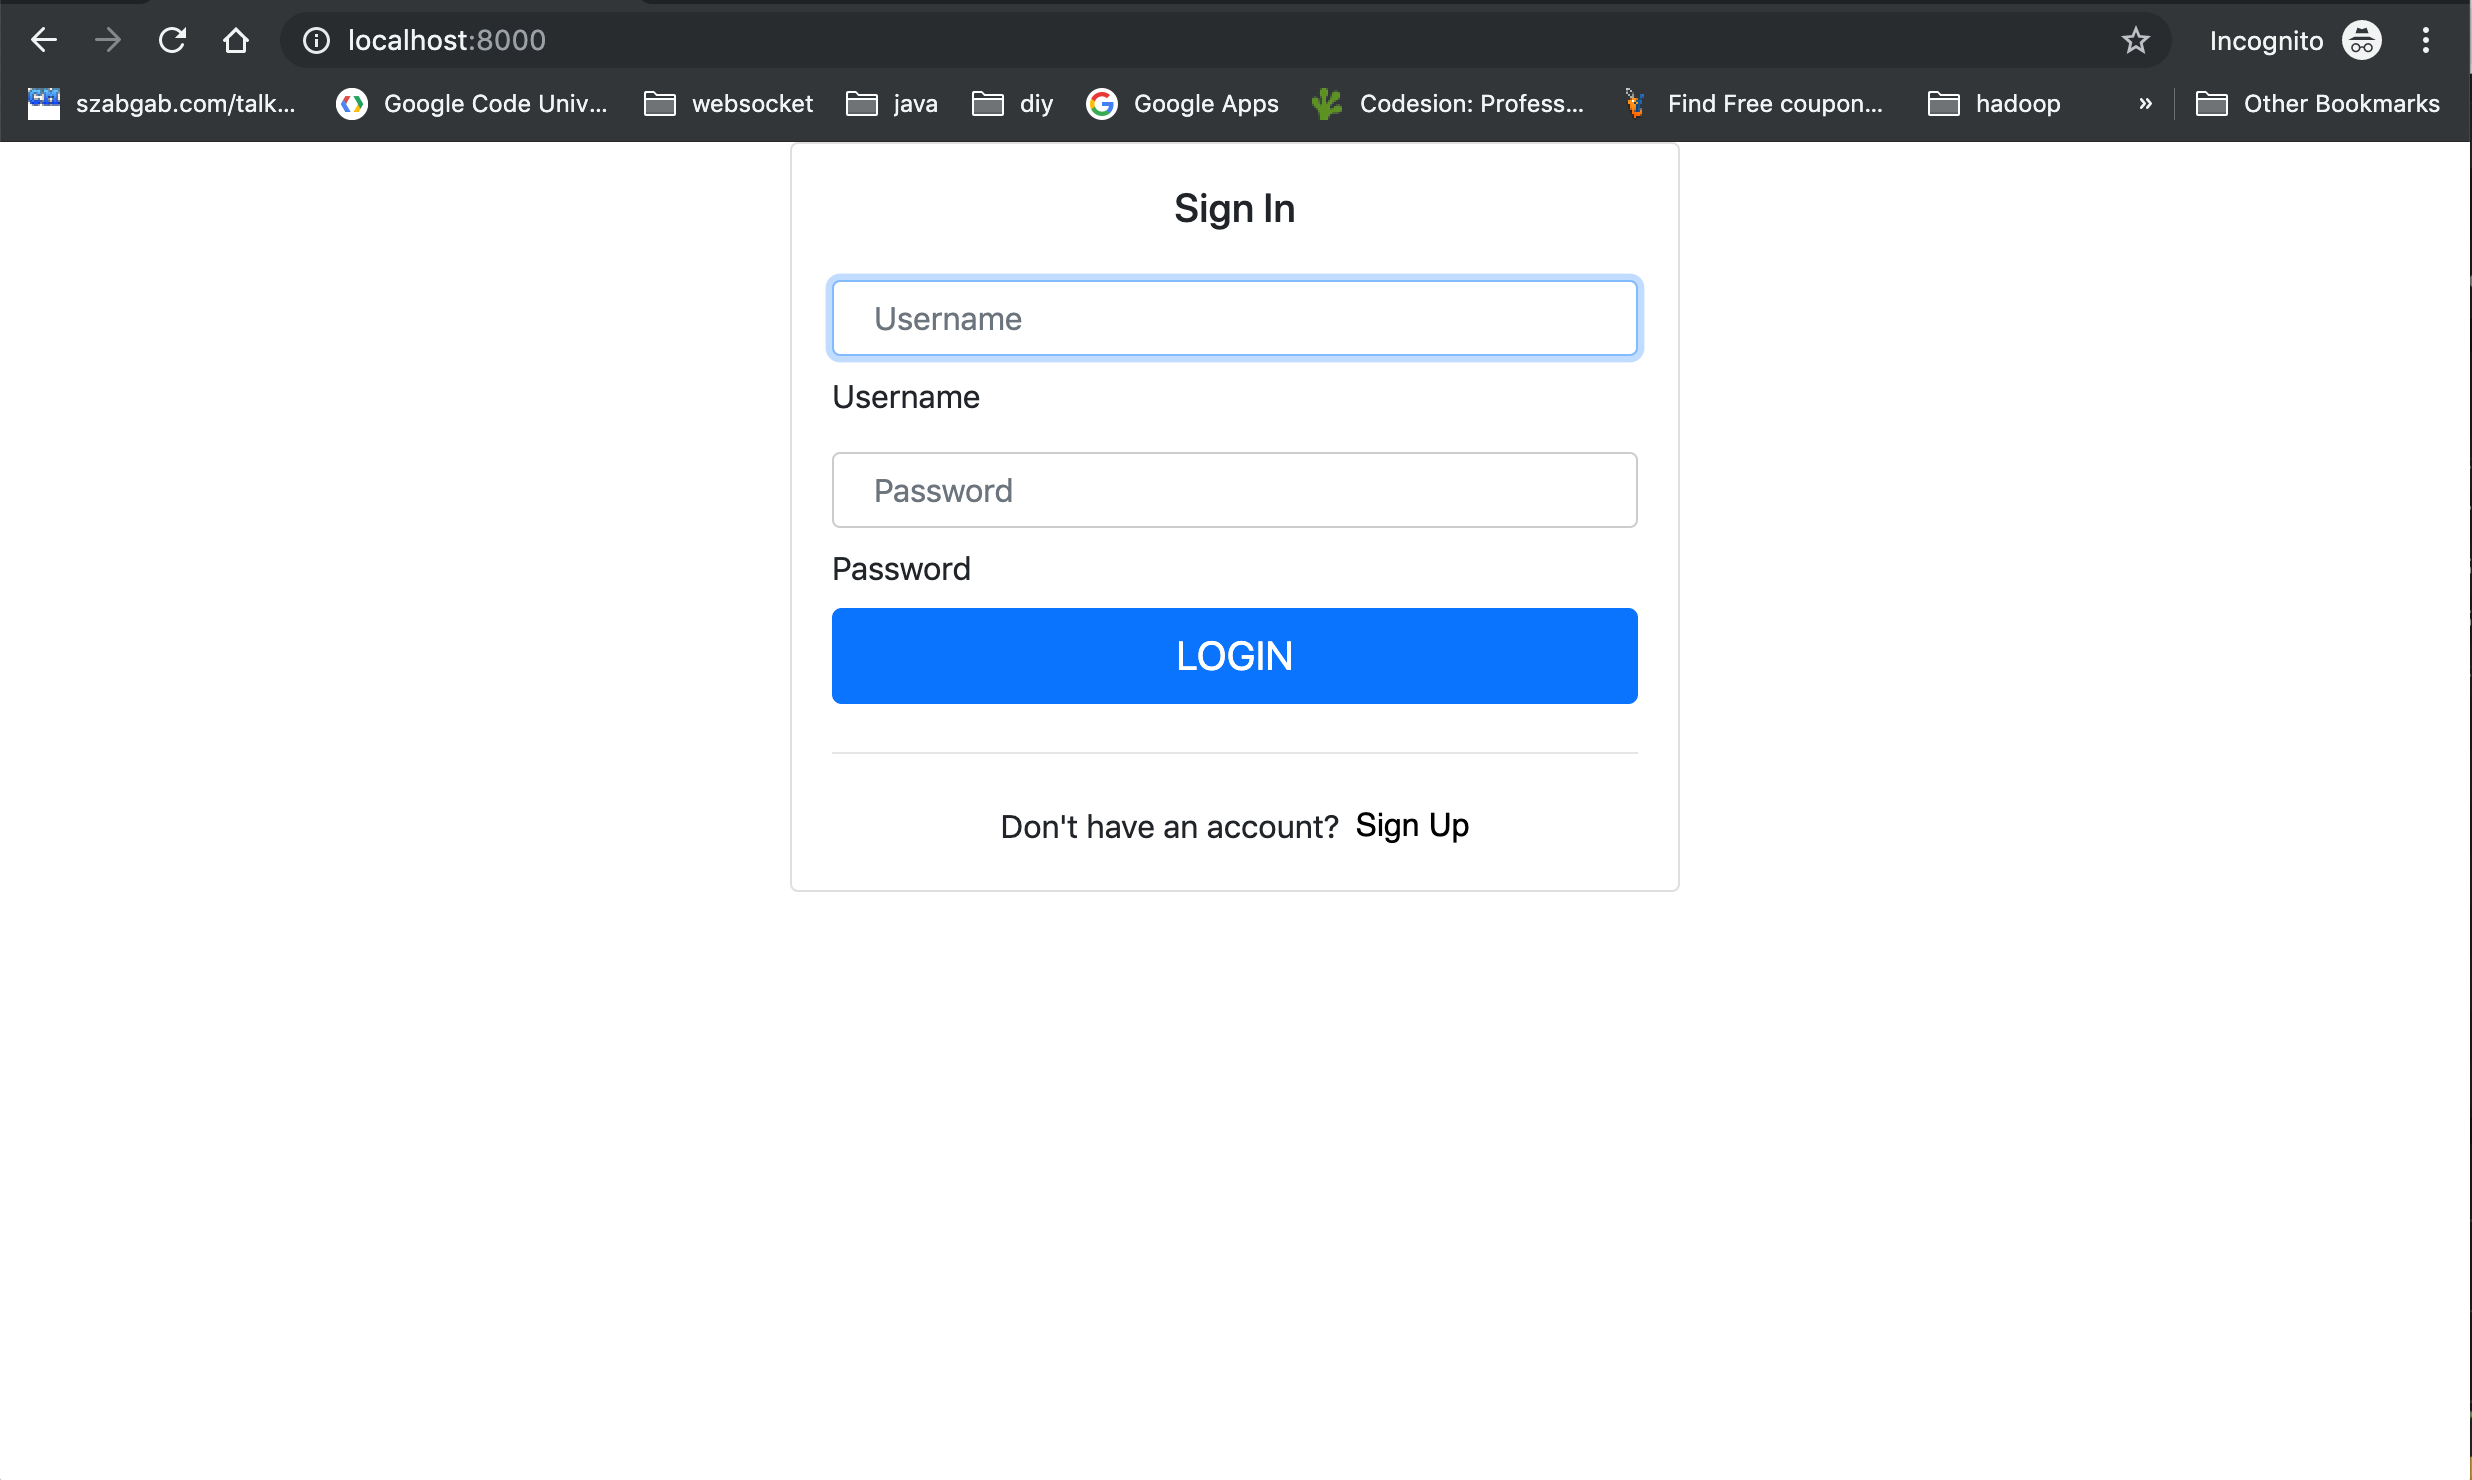 localhost:8000
Incognito
szabgab.com/talk...
Google Code Univ...
websocket
java
diy
Google Apps
Codesion: Profess...
Find Free coupon...
hadoop
»
Other Bookmarks
Sign In
Username
Username
Password
Password
LOGIN
Don't have an account? Sign Up